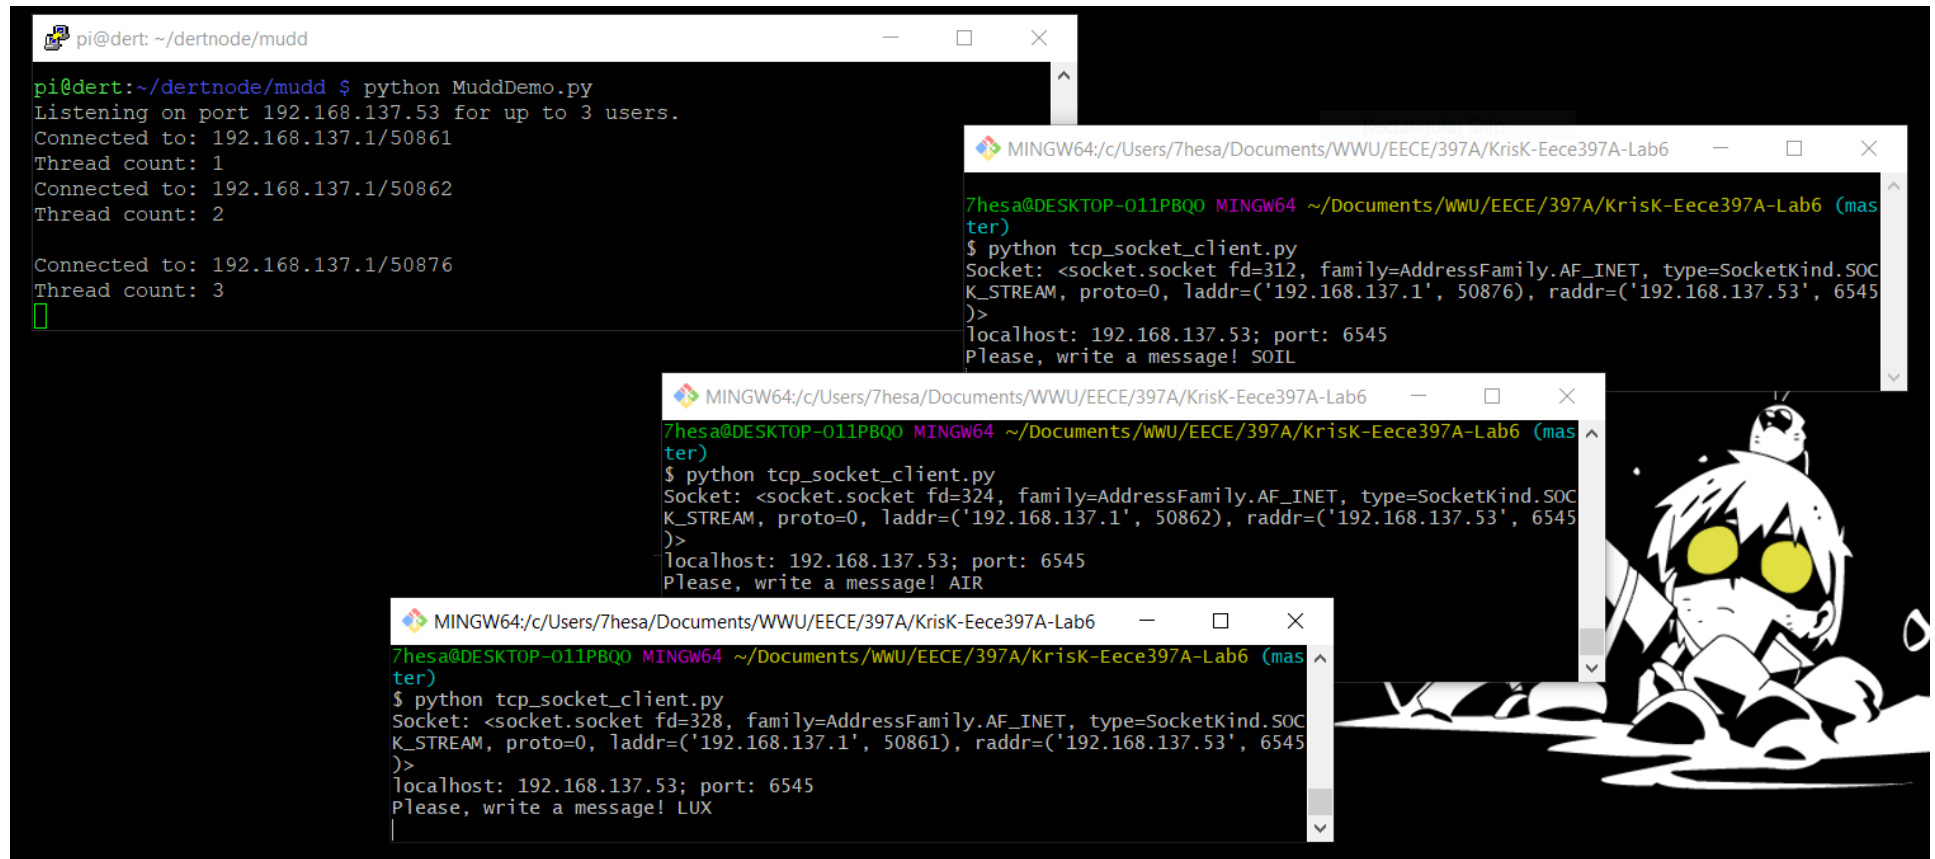 pi@dert: ~/dertnode/mudd
pi@dert:~/dertnode/mudd $ python MuddDemo.py
Listening on port 192.168.137.53 for up to 3 users.
Connected to: 192.168.137.1/50861
Thread count: 1
Connected to: 192.168.137.1/50862
Thread count: 2
Connected to: 192.168.137.1/50876
Thread count: 3
Rectangular Snip
MINGW64:/c/Users/7hesa/Documents/WWU/EECE/397A/KrisK-Eece397A-Lab6
7hesa@DESKTOP-O11PBQO MINGW64 ~/Documents/WWU/EECE/397A/KrisK-Eece397A-Lab6 (mas
ter)
$ python tcp_socket_client.py
Socket: <socket.socket fd=312, family=AddressFamily.AF_INET, type=SocketKind.SOC
K_STREAM, proto=0, laddr=('192.168.137.1', 50876), raddr=('192.168.137.53', 6545
)>
localhost: 192.168.137.53; port: 6545
Please, write a message! SOIL
MINGW64:/c/Users/7hesa/Documents/WWU/EECE/397A/KrisK-Eece397A-Lab6
7hesa@DESKTOP-O11PBQO MINGW64 ~/Documents/WWU/EECE/397A/KrisK-Eece397A-Lab6 (mas
ter)
$ python tcp_socket_client.py
Socket: <socket.socket fd=324, family=AddressFamily.AF_INET, type=SocketKind.SOC
K_STREAM, proto=0, laddr=('192.168.137.1', 50862), raddr=('192.168.137.53', 6545
)>
localhost: 192.168.137.53; port: 6545
Please, write a message! AIR
MINGW64:/c/Users/7hesa/Documents/WWU/EECE/397A/KrisK-Eece397A-Lab6
7hesa@DESKTOP-O11PBQO MINGW64 ~/Documents/WWU/EECE/397A/KrisK-Eece397A-Lab6 (mas
ter)
$ python tcp_socket_client.py
Socket: <socket.socket fd=328, family=AddressFamily.AF_INET, type=SocketKind.SOC
K_STREAM, proto=0, laddr=('192.168.137.1', 50861), raddr=('192.168.137.53', 6545
)>
localhost: 192.168.137.53; port: 6545
Please, write a message! LUX